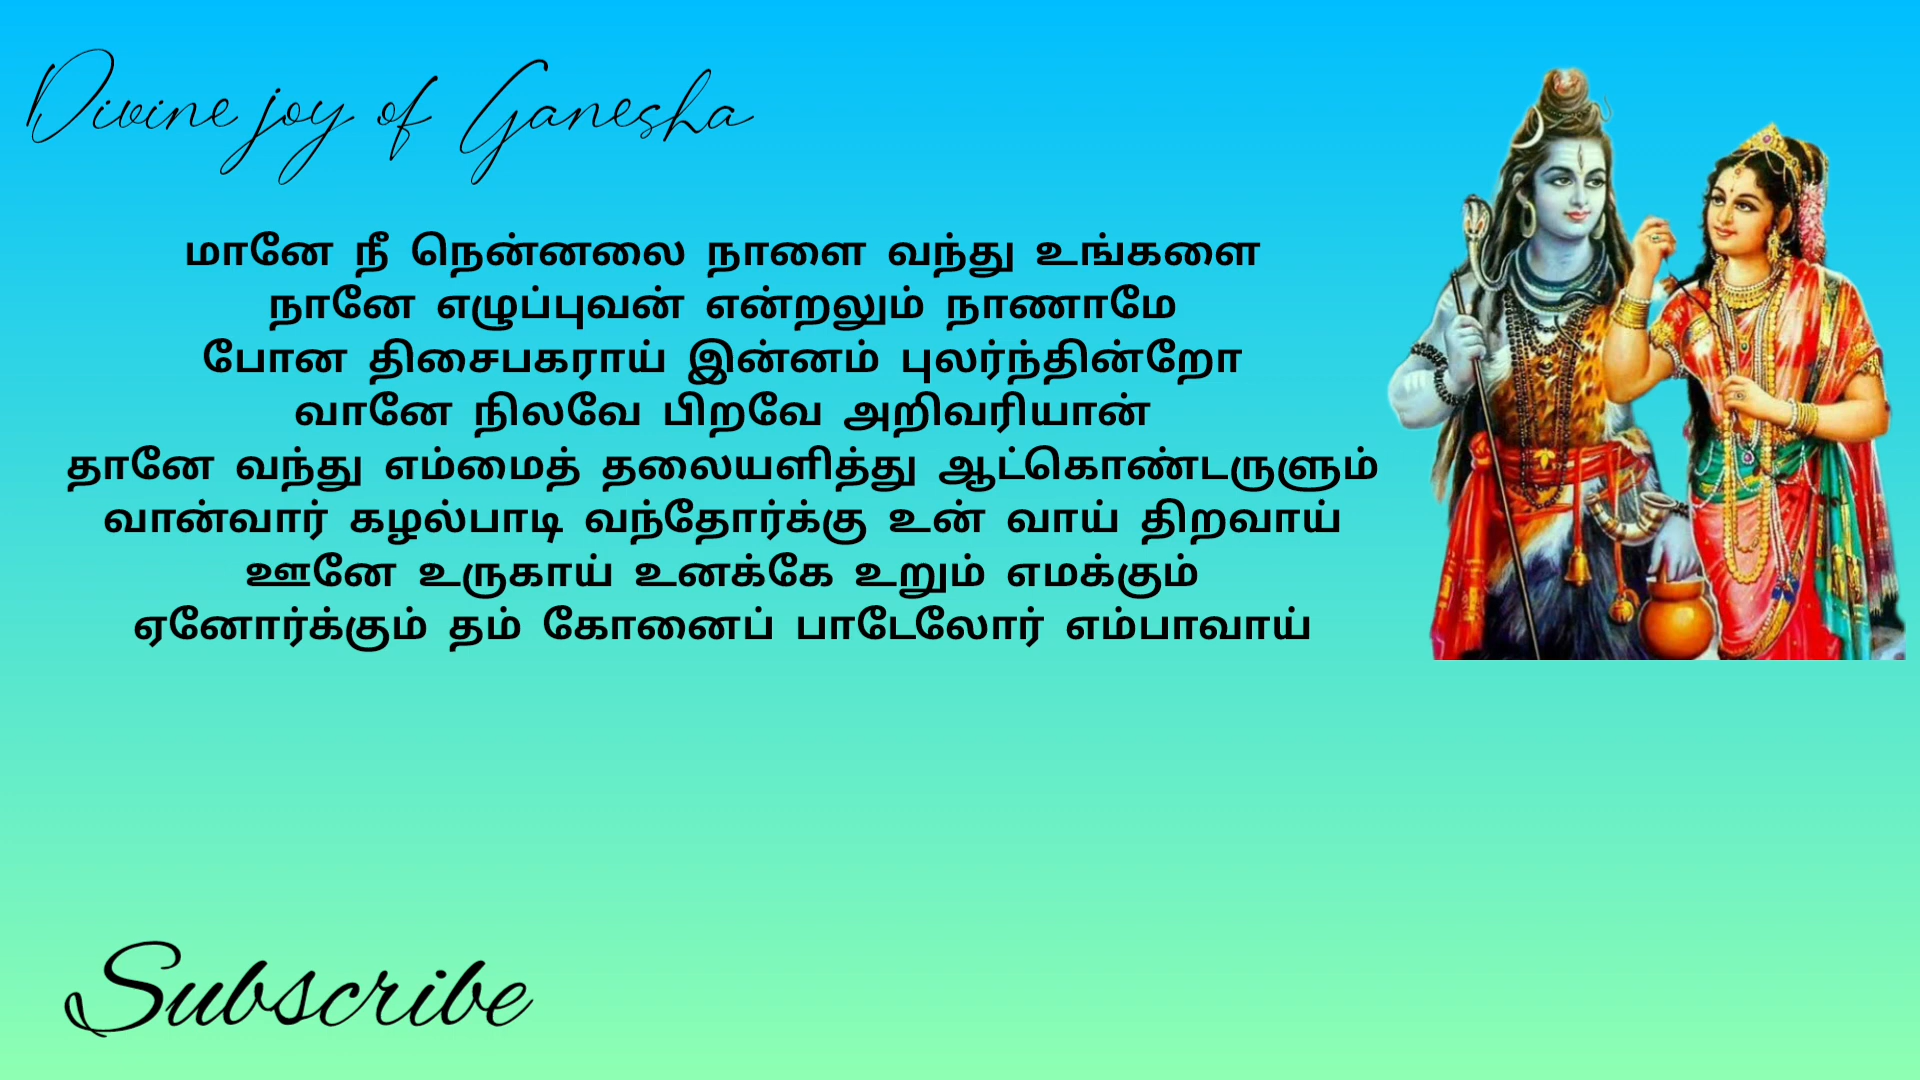 Divine joy of Ganesha
மானே நீ நென்னலை நாளை வந்து உங்களை
நானே எழுப்புவன் என்றலும் நாணாமே
போன திசைபகராய் இன்னம் புலர்ந்தின்றோ
வானே நிலவே பிறவே அறிவரியான்
தானே வந்து எம்மைத் தலையளித்து ஆட்கொண்டருளும்
வான்வார் கழல்பாடி வந்தோர்க்கு உன் வாய் திறவாய்
ஊனே உருகாய் உனக்கே உறும் எமக்கும்
ஏனோர்க்கும் தம் கோனைப் பாடேலோர் எம்பாவாய்
Subscribe